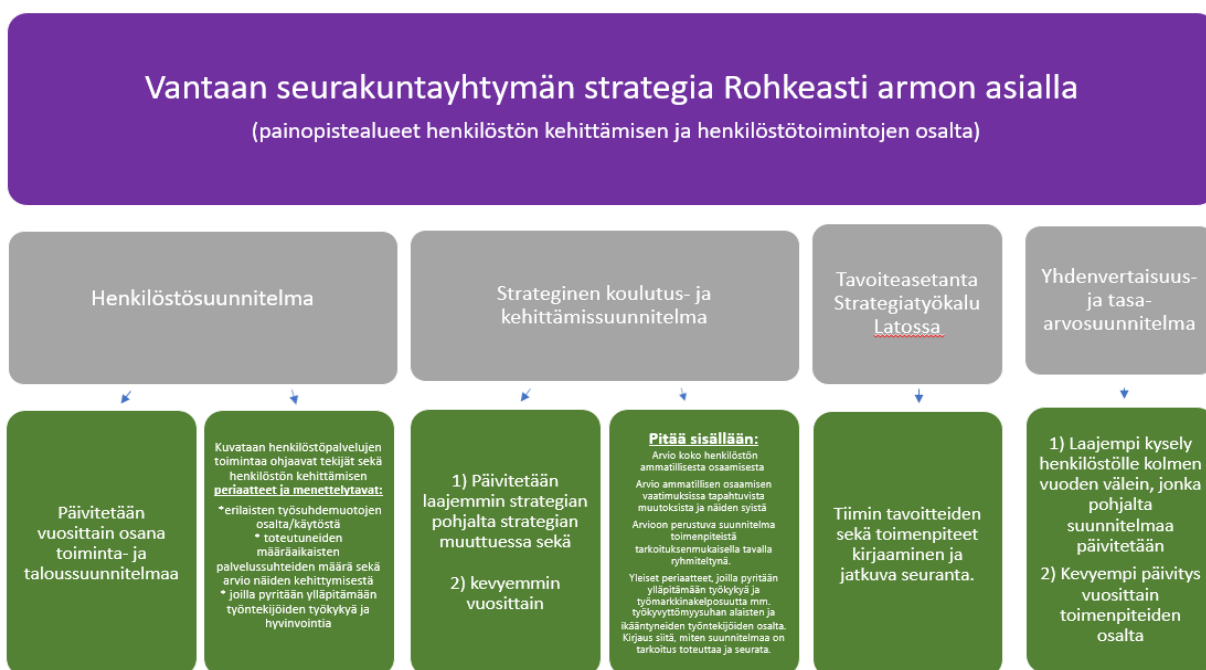 Vantaan seurakuntayhtymän strategia Rohkeasti armon asialla
(painopistealueet henkilöstön kehittämisen ja henkilöstötoimintojen osalta)
Henkilöstösuunnitelma
Strateginen koulutus- ja
kehittämissuunnitelma
Tavoiteasetanta
Strategiatyökalu
Latossa
Yhdenvertaisuus-
ja tasa-
arvosuunnitelma
Päivitetään
vuosittain osana
toiminta- ja
taloussuunnitelmaa
Kuvataan henkilöstöpalvelujen
toimintaa ohjaavat tekijät sekä
henkilöstön kehittämisen
periaatteet ja menettelytavat:
*erilaisten työsuhdemuotojen
osalta/käytöstä
* toteutuneiden
määräaikaisten
palvelussuhteiden määrä sekä
arvio näiden kehittymisestä
* joilla pyritään ylläpitämään
työntekijöiden työkykyä ja
hyvinvointia
1) Päivitetään
laajemmin strategian
pohjalta strategian
muuttuessa sekä
2) kevyemmin
vuosittain
Pitää sisällään:
Arvio koko henkilöstön
ammatillisesta osaamisesta
Arvio ammatillisen osaamisen
vaatimuksissa tapahtuvista
muutoksista ja näiden syistä
Arvioon perustuva suunnitelma
toimenpiteistä
tarkoituksenmukaisella tavalla
ryhmiteltynä.
Yleiset periaatteet, joilla pyritään
ylläpitämään työkykyä ja
työmarkkinakelposuutta mm.
työkyvyttömyysuhan alaisten ja
ikääntyneiden työntekijöiden osalta.
Kirjaus siitä, miten suunnitelmaa on
tarkoitus toteuttaa ja seurata.
Tiimin tavoitteiden
sekä toimenpiteet
kirjaaminen ja
jatkuva seuranta.
1) Laajempi kysely
henkilöstölle kolmen
vuoden välein, jonka
pohjalta
suunnitelmaa
päivitetään
2) Kevyempi päivitys
vuosittain
toimenpiteiden
osalta